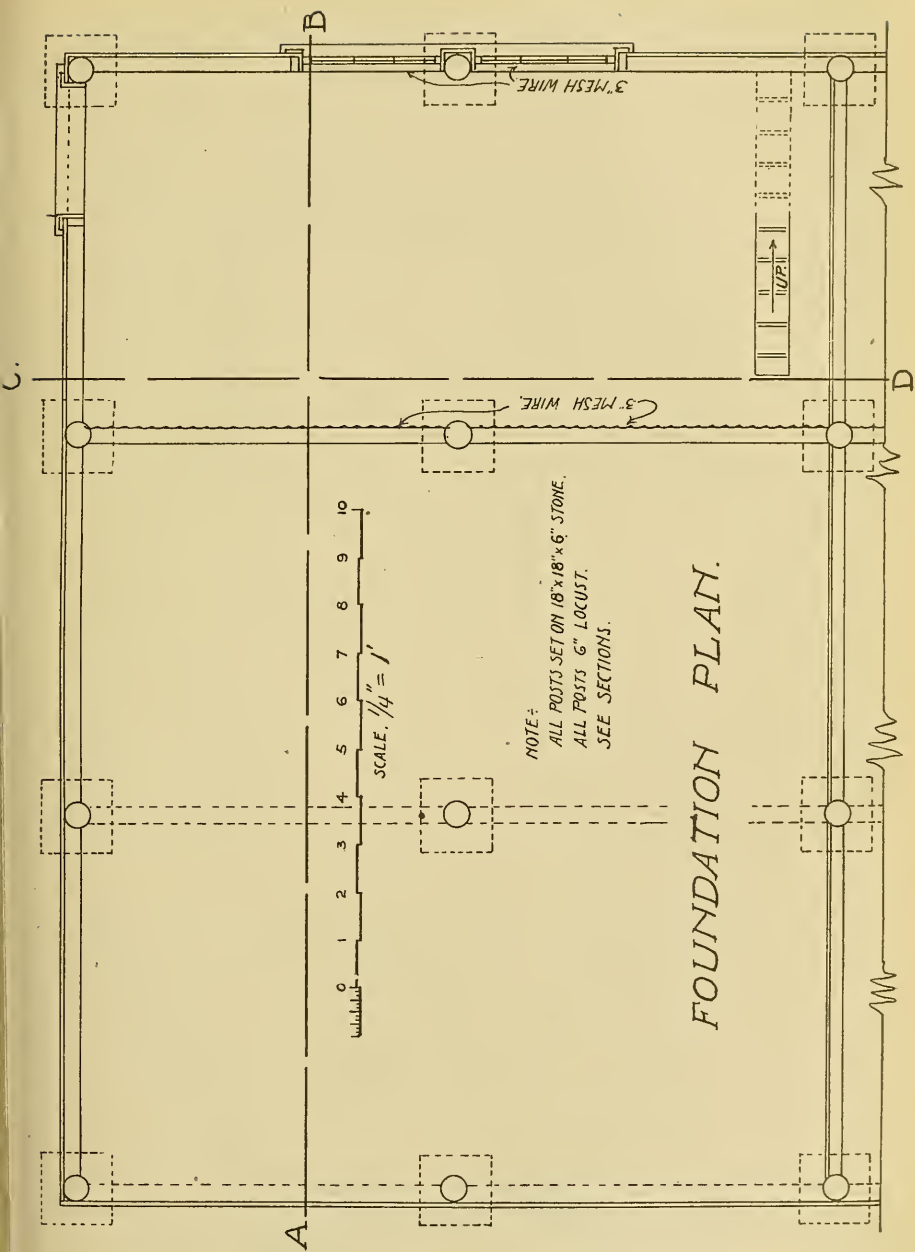 FOUNDATION PLAN.
NOTE÷
ALL POSTS SET ON 18"x18"x6" STONE.
ALL POSTS 6" LOCUST.
SEE SECTIONS.
SCALE. 1/4" = 1'
0 1 2 3 4 5 6 7 8 9 10
3" MESH WIRE.
3" MESH WIRE
UP.
A
B
C.
D